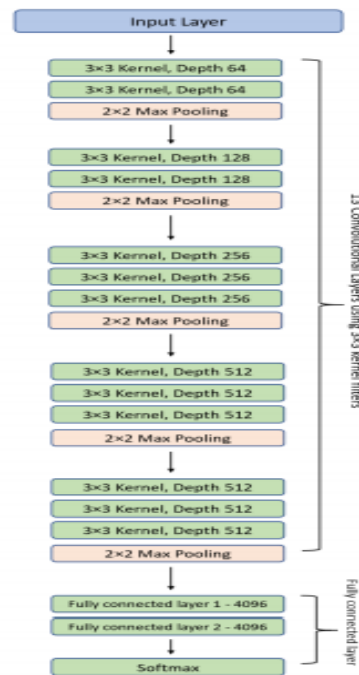 Input Layer
3×3 Kernel, Depth 64
3×3 Kernel, Depth 64
2×2 Max Pooling
3×3 Kernel, Depth 128
3×3 Kernel, Depth 128
2×2 Max Pooling
3×3 Kernel, Depth 256
3×3 Kernel, Depth 256
3×3 Kernel, Depth 256
2×2 Max Pooling
3×3 Kernel, Depth 512
3×3 Kernel, Depth 512
3×3 Kernel, Depth 512
2×2 Max Pooling
3×3 Kernel, Depth 512
3×3 Kernel, Depth 512
3×3 Kernel, Depth 512
2×2 Max Pooling
13 Convolutional Layers using 3×3 Kernel filters
Fully connected layer 1 - 4096
Fully connected layer 2 - 4096
Softmax
Fully connected layer